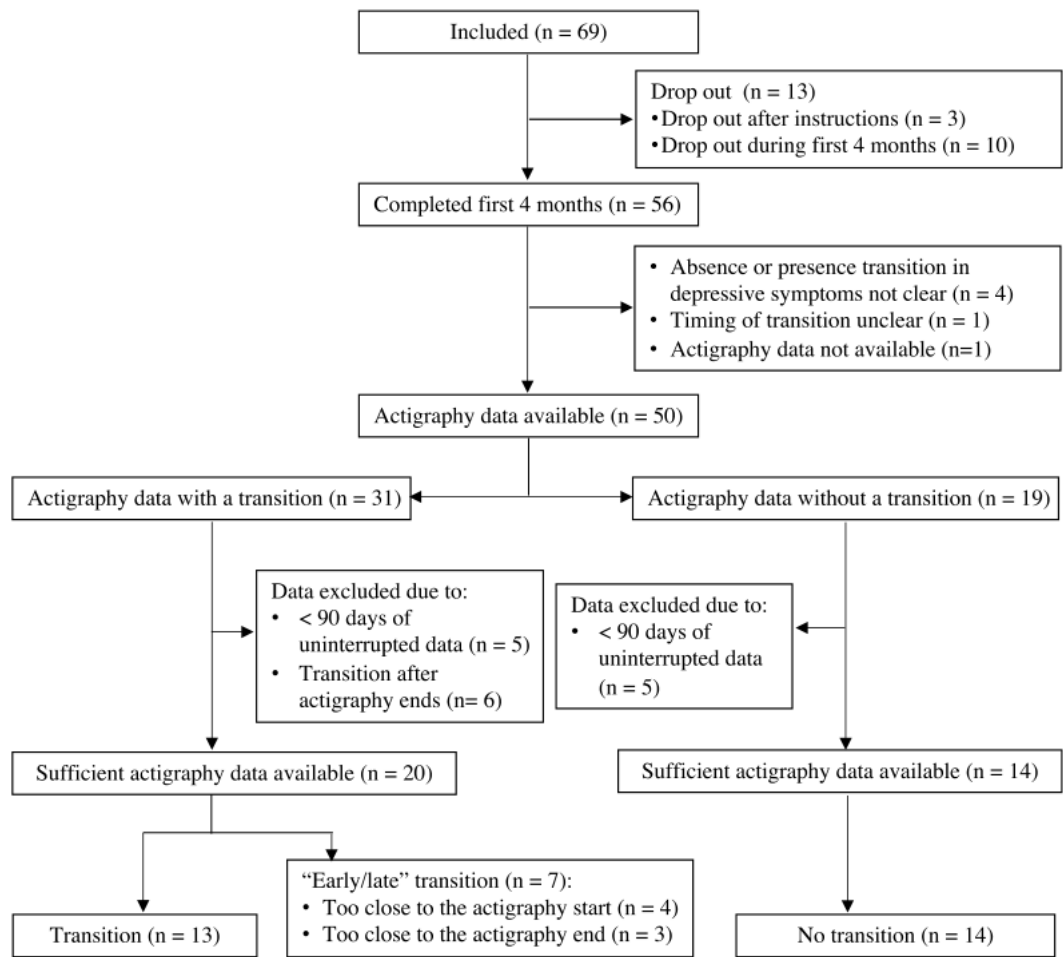 Included (n = 69)
Drop out  (n = 13)
•Drop out after instructions (n = 3)
•Drop out during first 4 months (n = 10)
Completed first 4 months (n = 56)
• Absence or presence transition in
depressive symptoms not clear (n = 4)
• Timing of transition unclear (n = 1)
• Actigraphy data not available (n=1)
Actigraphy data available (n = 50)
Actigraphy data with a transition (n = 31)
Actigraphy data without a transition (n = 19)
Data excluded due to:
• < 90 days of
uninterrupted data (n = 5)
• Transition after
actigraphy ends (n= 6)
Data excluded due to:
• < 90 days of
uninterrupted data
(n = 5)
Sufficient actigraphy data available (n = 20)
Sufficient actigraphy data available (n = 14)
Transition (n = 13)
“Early/late” transition (n = 7):
• Too close to the actigraphy start (n = 4)
• Too close to the actigraphy end (n = 3)
No transition (n = 14)